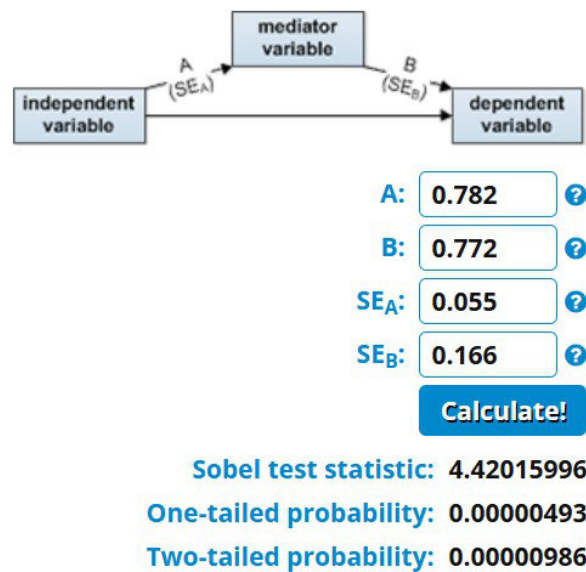 mediator
variable
A
(SEA)
B
(SEB)
independent
variable
dependent
variable
A: 0.782 ?
B: 0.772 ?
SEA: 0.055 ?
SEB: 0.166 ?
Calculate!
Sobel test statistic: 4.42015996
One-tailed probability: 0.00000493
Two-tailed probability: 0.00000986